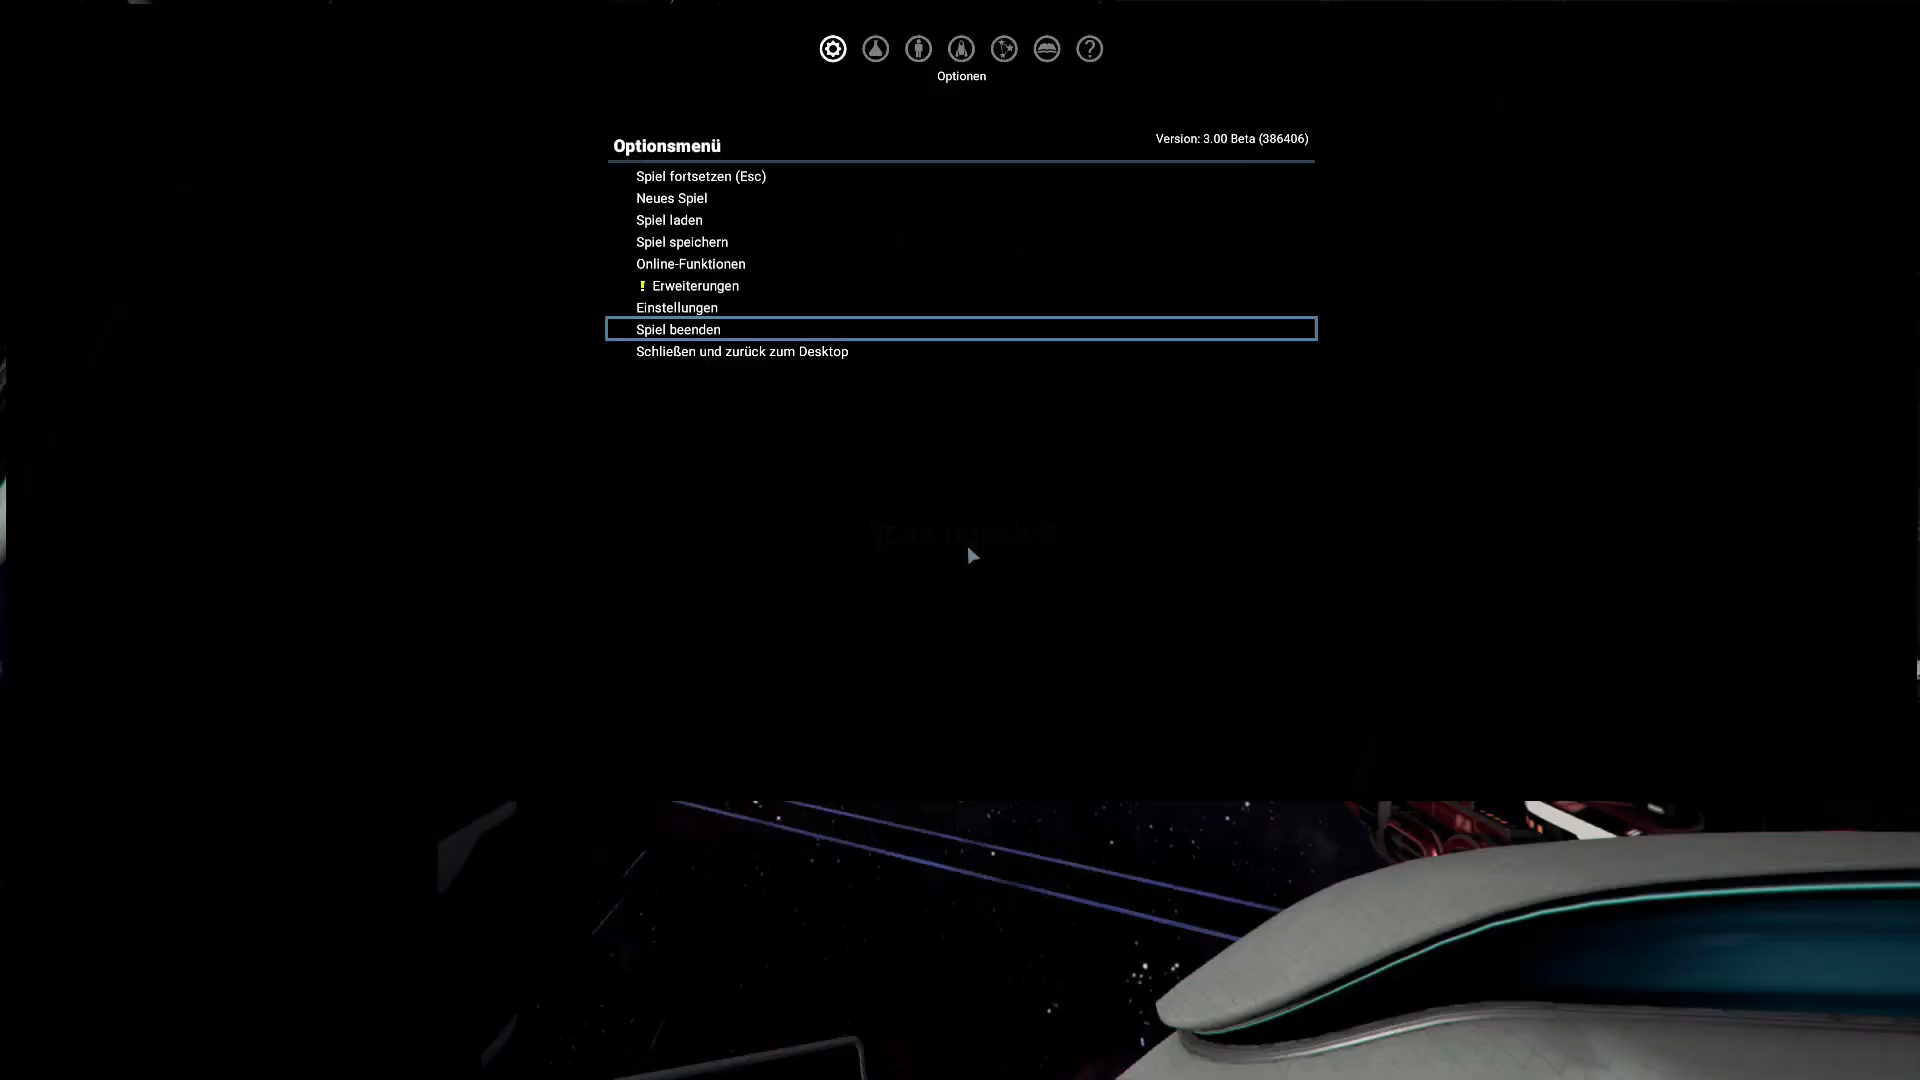 Optionen
Optionsmenü
Version: 3.00 Beta (386406)
Spiel fortsetzen (Esc)
Neues Spiel
Spiel laden
Spiel speichern
Online-Funktionen
! Erweiterungen
Einstellungen
Spiel beenden
Schließen und zurück zum Desktop